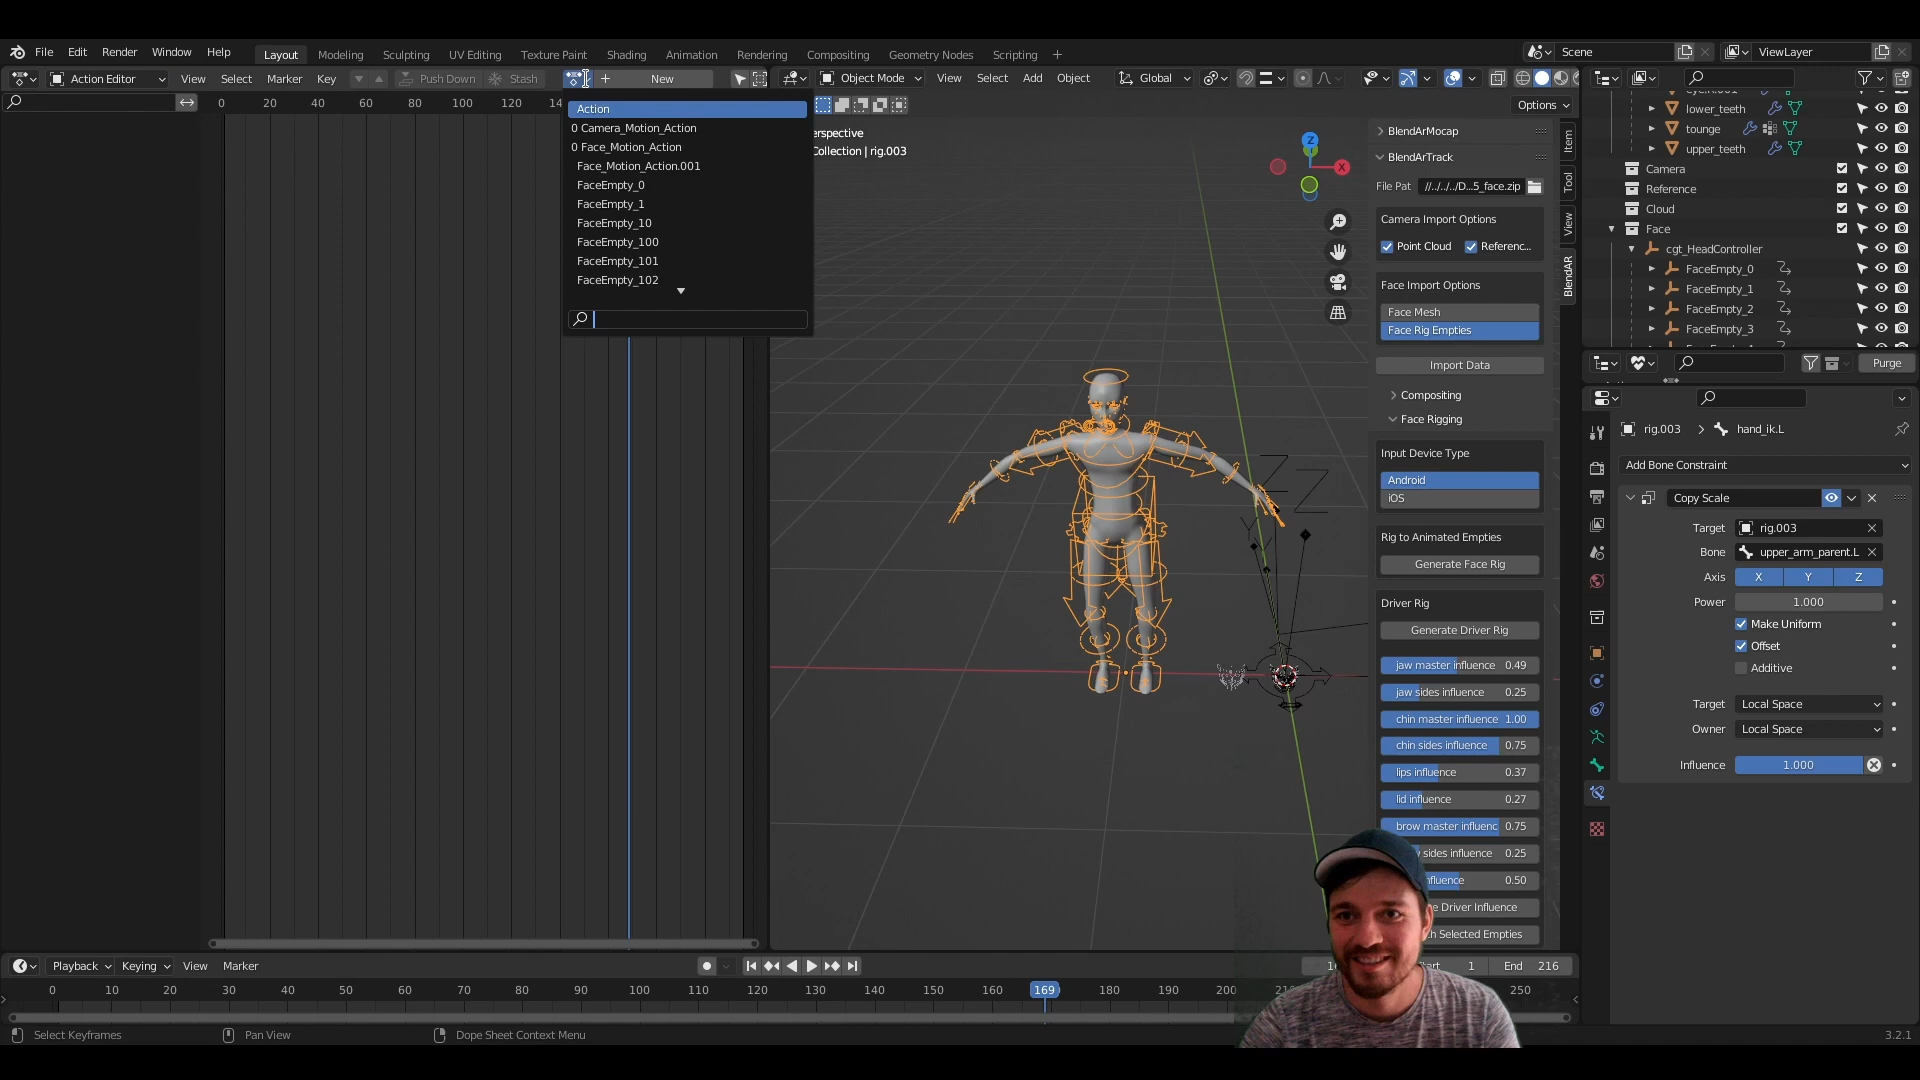 File Edit Render Window Help
Layout Modeling Sculpting UV Editing Texture Paint Shading Animation Rendering Compositing Geometry Nodes Scripting +
Scene
ViewLayer
Action Editor View Select Marker Key Push Down Stash
+ New
Object Mode View Select Add Object Global
0 20 40 60 80 100 120 14
Options
Action
0 Camera_Motion_Action
0 Face_Motion_Action
Face_Motion_Action.001
FaceEmpty_0
FaceEmpty_1
FaceEmpty_10
FaceEmpty_100
FaceEmpty_101
FaceEmpty_102
erspective
Collection | rig.003
Z
X
Item
Tool
View
BlendAR
BlendArMocap
BlendArTrack
File Pat //../../../D...5_face.zip
Camera Import Options
Point Cloud Referenc...
Face Import Options
Face Mesh
Face Rig Empties
Import Data
Compositing
Face Rigging
Input Device Type
Android
iOS
Rig to Animated Empties
Generate Face Rig
Driver Rig
Generate Driver Rig
jaw master influence 0.49
jaw sides influence 0.25
chin master influence 1.00
chin sides influence 0.75
lips influence 0.37
lid influence 0.27
brow master influenc 0.75
sides influence 0.25
nfluence 0.50
e Driver Influence
h Selected Empties
lower_teeth
tounge
upper_teeth
Camera
Reference
Cloud
Face
cgt_HeadController
FaceEmpty_0
FaceEmpty_1
FaceEmpty_2
FaceEmpty_3
Purge
rig.003 > hand_ik.L
Add Bone Constraint
Copy Scale
Target rig.003
Bone upper_arm_parent.L
Axis X Y Z
Power 1.000
Make Uniform
Offset
Additive
Target Local Space
Owner Local Space
Influence 1.000
Playback Keying View Marker
1 End 216
0 10 20 30 40 50 60 70 80 90 100 110 120 130 140 150 160 169 180 190 200 250
Select Keyframes Pan View Dope Sheet Context Menu
3.2.1